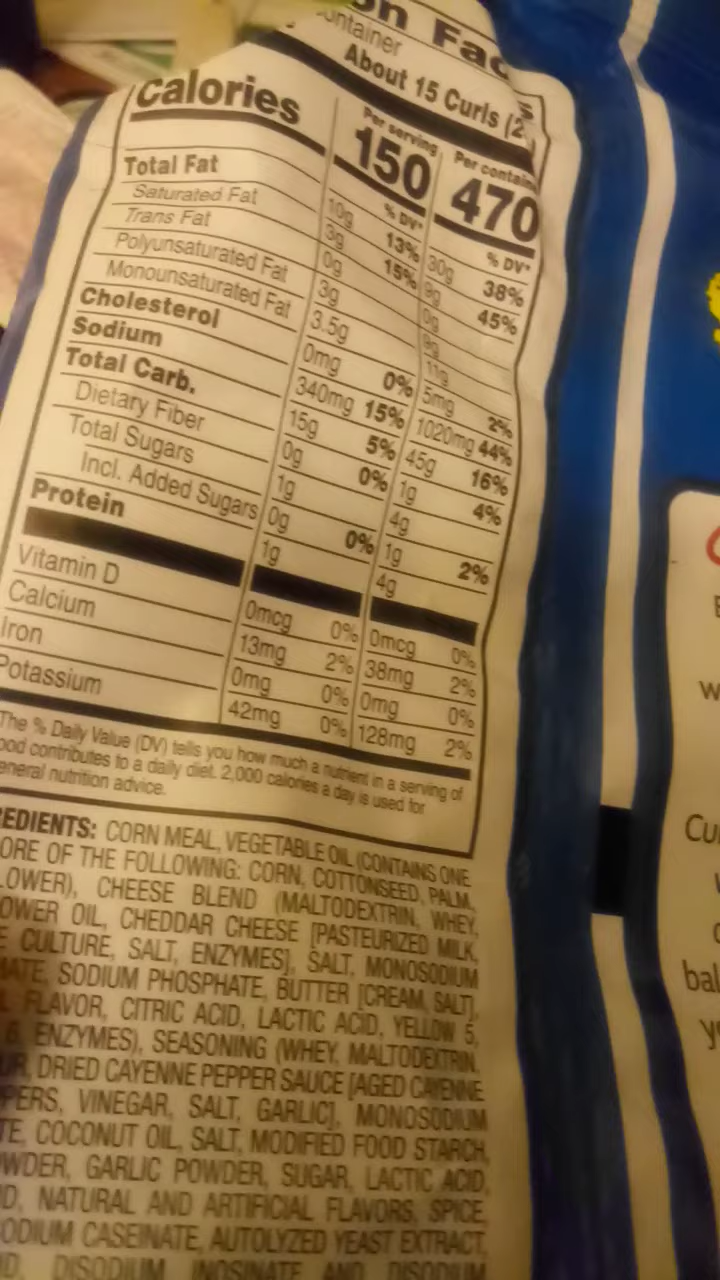 on Fac
ontainer
About 15 Curls (2
Calories
Per serving
150
Per contain
470
% DV* % DV*
Total Fat 10g 13% 30g 38%
Saturated Fat 3g 15% 9g 45%
Trans Fat 0g 0g
Polyunsaturated Fat 3g 9g
Monounsaturated Fat 3.5g 11g
Cholesterol 0mg 0% 5mg 2%
Sodium 340mg 15% 1020mg 44%
Total Carb. 15g 5% 45g 16%
Dietary Fiber 0g 0% 1g 4%
Total Sugars 1g 4g
Incl. Added Sugars 0g 0% 1g 2%
Protein 1g 4g
Vitamin D 0mcg 0% 0mcg 0%
Calcium 13mg 2% 38mg 2%
Iron 0mg 0% 0mg 0%
Potassium 42mg 0% 128mg 2%
The % Daily Value (DV) tells you how much a nutrient in a serving of
ood contributes to a daily diet. 2,000 calories a day is used for
eneral nutrition advice.
REDIENTS: CORN MEAL, VEGETABLE OIL (CONTAINS ONE
ORE OF THE FOLLOWING: CORN, COTTONSEED, PALM,
LOWER), CHEESE BLEND (MALTODEXTRIN, WHEY,
OWER OIL, CHEDDAR CHEESE [PASTEURIZED MILK,
E CULTURE, SALT, ENZYMES], SALT, MONOSODIUM
MATE, SODIUM PHOSPHATE, BUTTER [CREAM, SALT],
L FLAVOR, CITRIC ACID, LACTIC ACID, YELLOW 5,
6, ENZYMES), SEASONING (WHEY, MALTODEXTRIN,
UR, DRIED CAYENNE PEPPER SAUCE [AGED CAYENNE
PERS, VINEGAR, SALT, GARLIC], MONOSODIUM
TE, COCONUT OIL, SALT, MODIFIED FOOD STARCH,
WDER, GARLIC POWDER, SUGAR, LACTIC ACID,
D, NATURAL AND ARTIFICIAL FLAVORS, SPICE,
ODIUM CASEINATE, AUTOLYZED YEAST EXTRACT,
ID, DISODIUM INOSINATE AND DISODIUM
w
Cu
bal
y